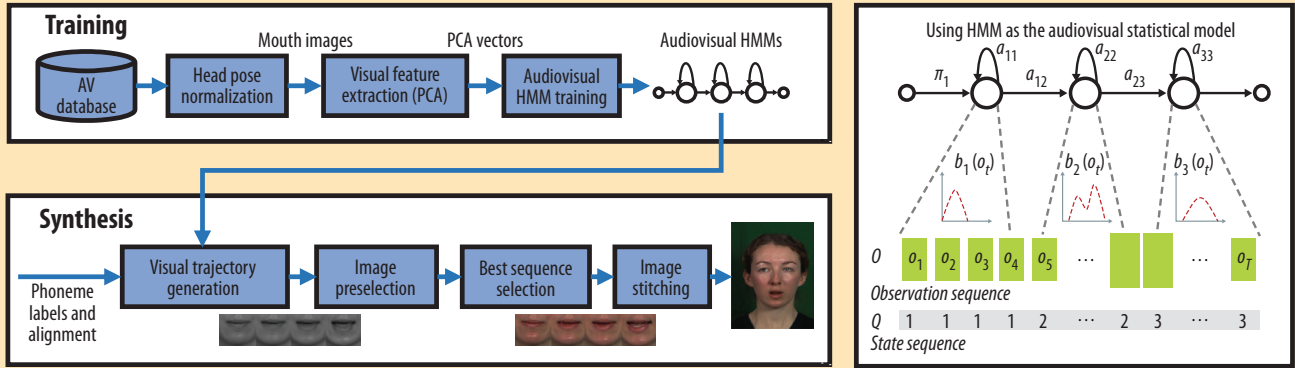 Training
Mouth images
PCA vectors
Audiovisual HMMs
AV
database
Head pose
normalization
Visual feature
extraction (PCA)
Audiovisual
HMM training
Synthesis
Phoneme
labels and
alignment
Visual trajectory
generation
Image
preselection
Best sequence
selection
Image
stitching
Using HMM as the audiovisual statistical model
a11 a22 a33
π1 a12 a23
b1 (ot) b2 (ot) b3 (ot)
O o1 o2 o3 o4 o5 ... ... oT
Observation sequence
Q 1 1 1 1 2 ... 2 3 ... 3
State sequence